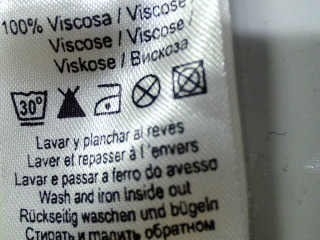 100% Viscosa / Viscose /
Viscose / Viscose /
Viskose / Вискоза
30°
Lavar y planchar al reves
Laver et repasser à l'envers
Lavar e passar a ferro do avesso
Wash and iron Inside out
Rückseitig waschen und bügeln
Стирать и гладить обратном